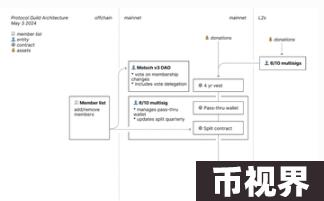 Protocol Guild Architecture
May 3 2024
member list
entity
contract
assets
offchain
mainnet
mainnet
L2s
donations
donations
Moloch v3 DAO
• vote on membership
changes
• includes vote delegation
6/10 multisigs
4 yr vest
Member list
add/remove
members
6/10 multisig
• manages pass-thru
wallet
• updates split quarterly
Pass-thru wallet
Split contract
币视界